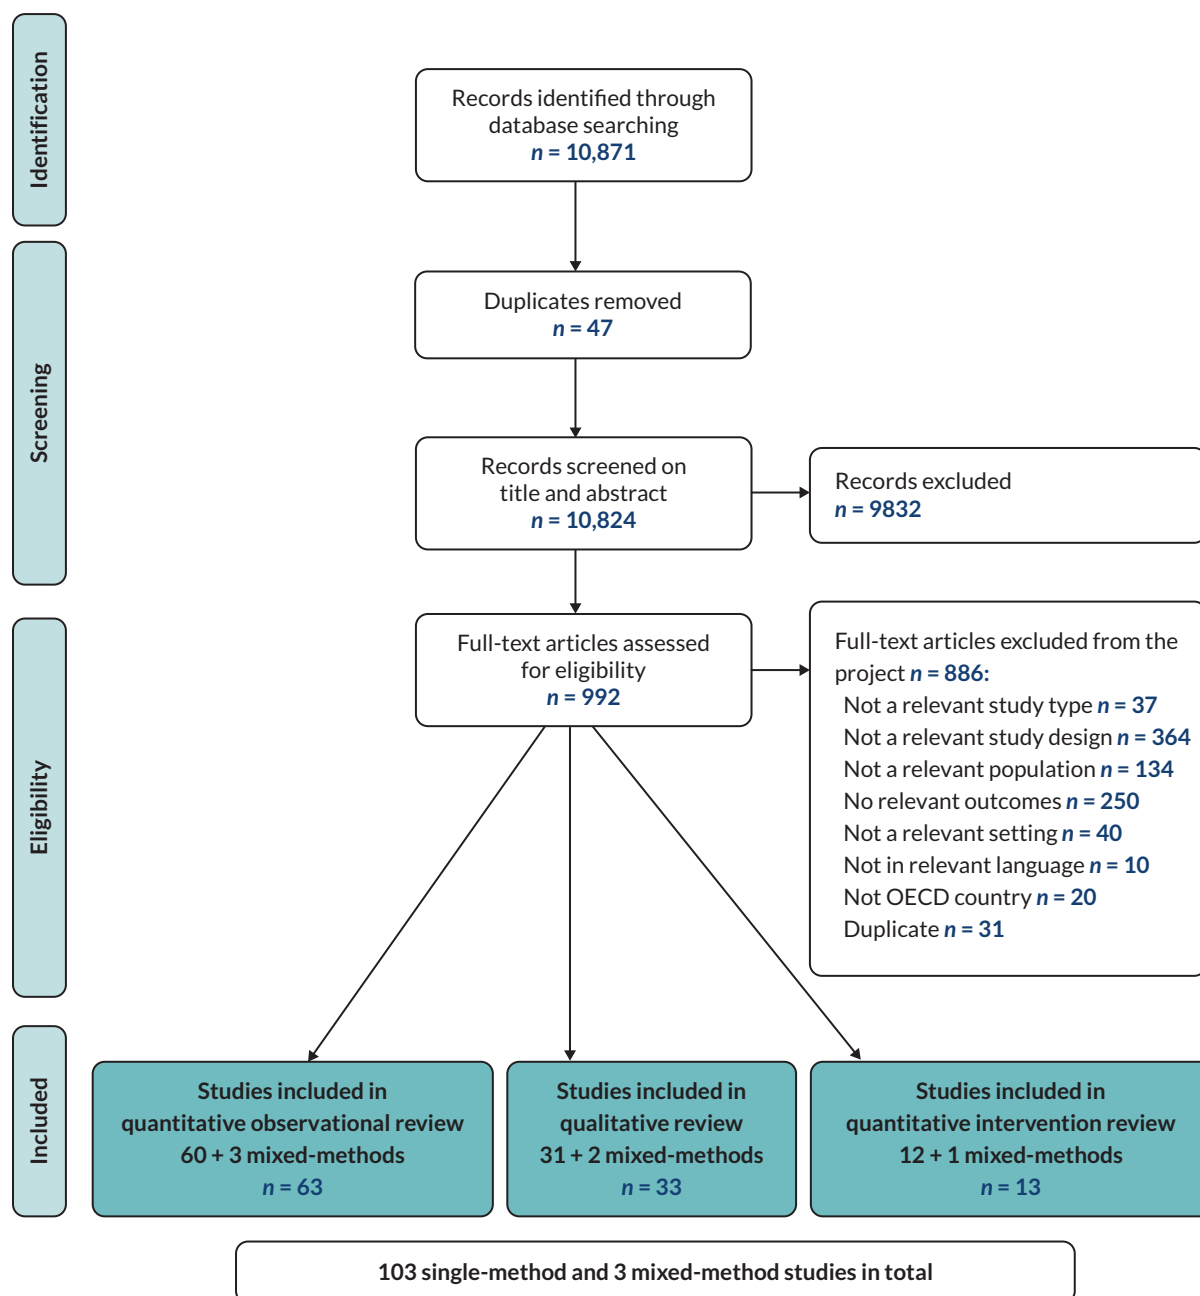 Identification
Records identified through
database searching
n = 10,871
Screening
Duplicates removed
n = 47
Records screened on
title and abstract
n = 10,824
Records excluded
n = 9832
Eligibility
Full-text articles assessed
for eligibility
n = 992
Full-text articles excluded from the
project n = 886:
Not a relevant study type n = 37
Not a relevant study design n = 364
Not a relevant population n = 134
No relevant outcomes n = 250
Not a relevant setting n = 40
Not in relevant language n = 10
Not OECD country n = 20
Duplicate n = 31
Included
Studies included in
quantitative observational review
60 + 3 mixed-methods
n = 63
Studies included in
qualitative review
31 + 2 mixed-methods
n = 33
Studies included in
quantitative intervention review
12 + 1 mixed-methods
n = 13
103 single-method and 3 mixed-method studies in total